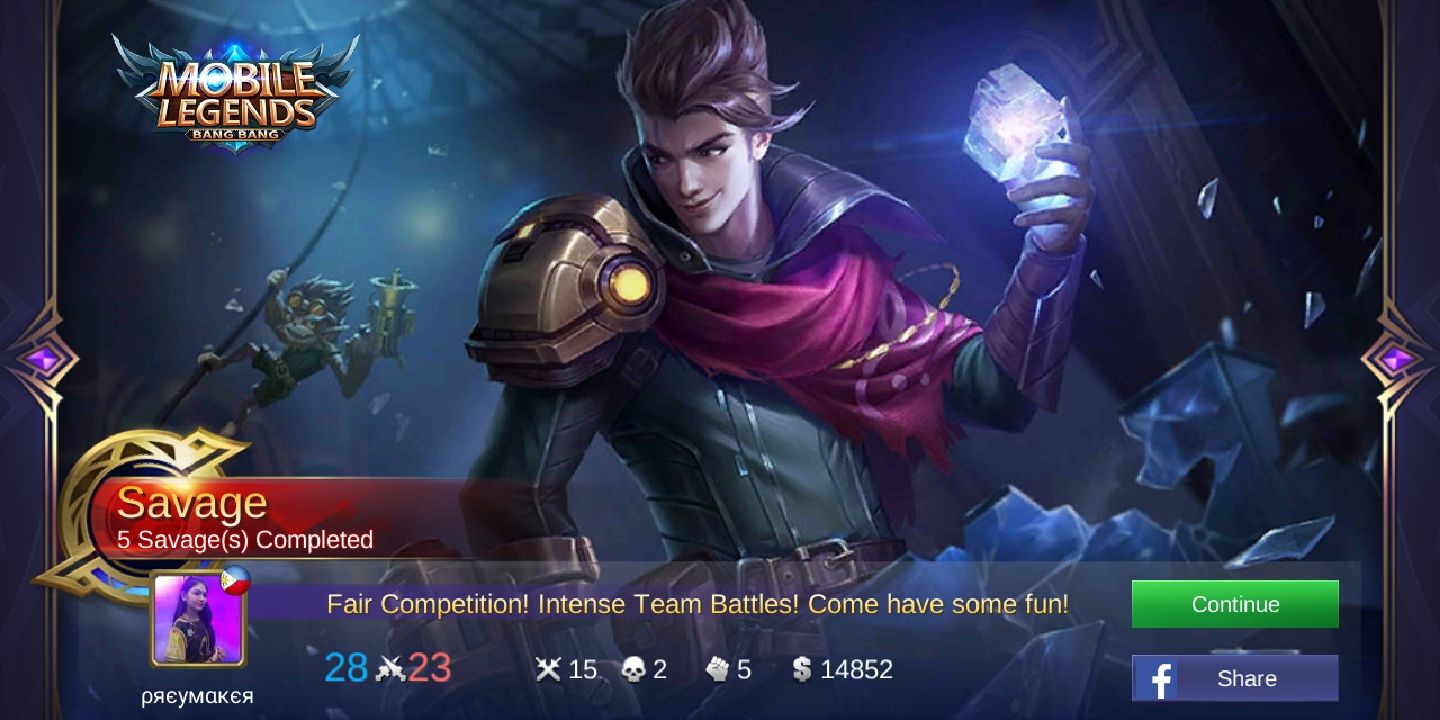 MOBILE
LEGENDS
BANG BANG
Savage
5 Savage(s) Completed
Fair Competition! Intense Team Battles! Come have some fun!
Continue
28 23 15 2 5 $ 14852
f Share
ρяєумαкєя